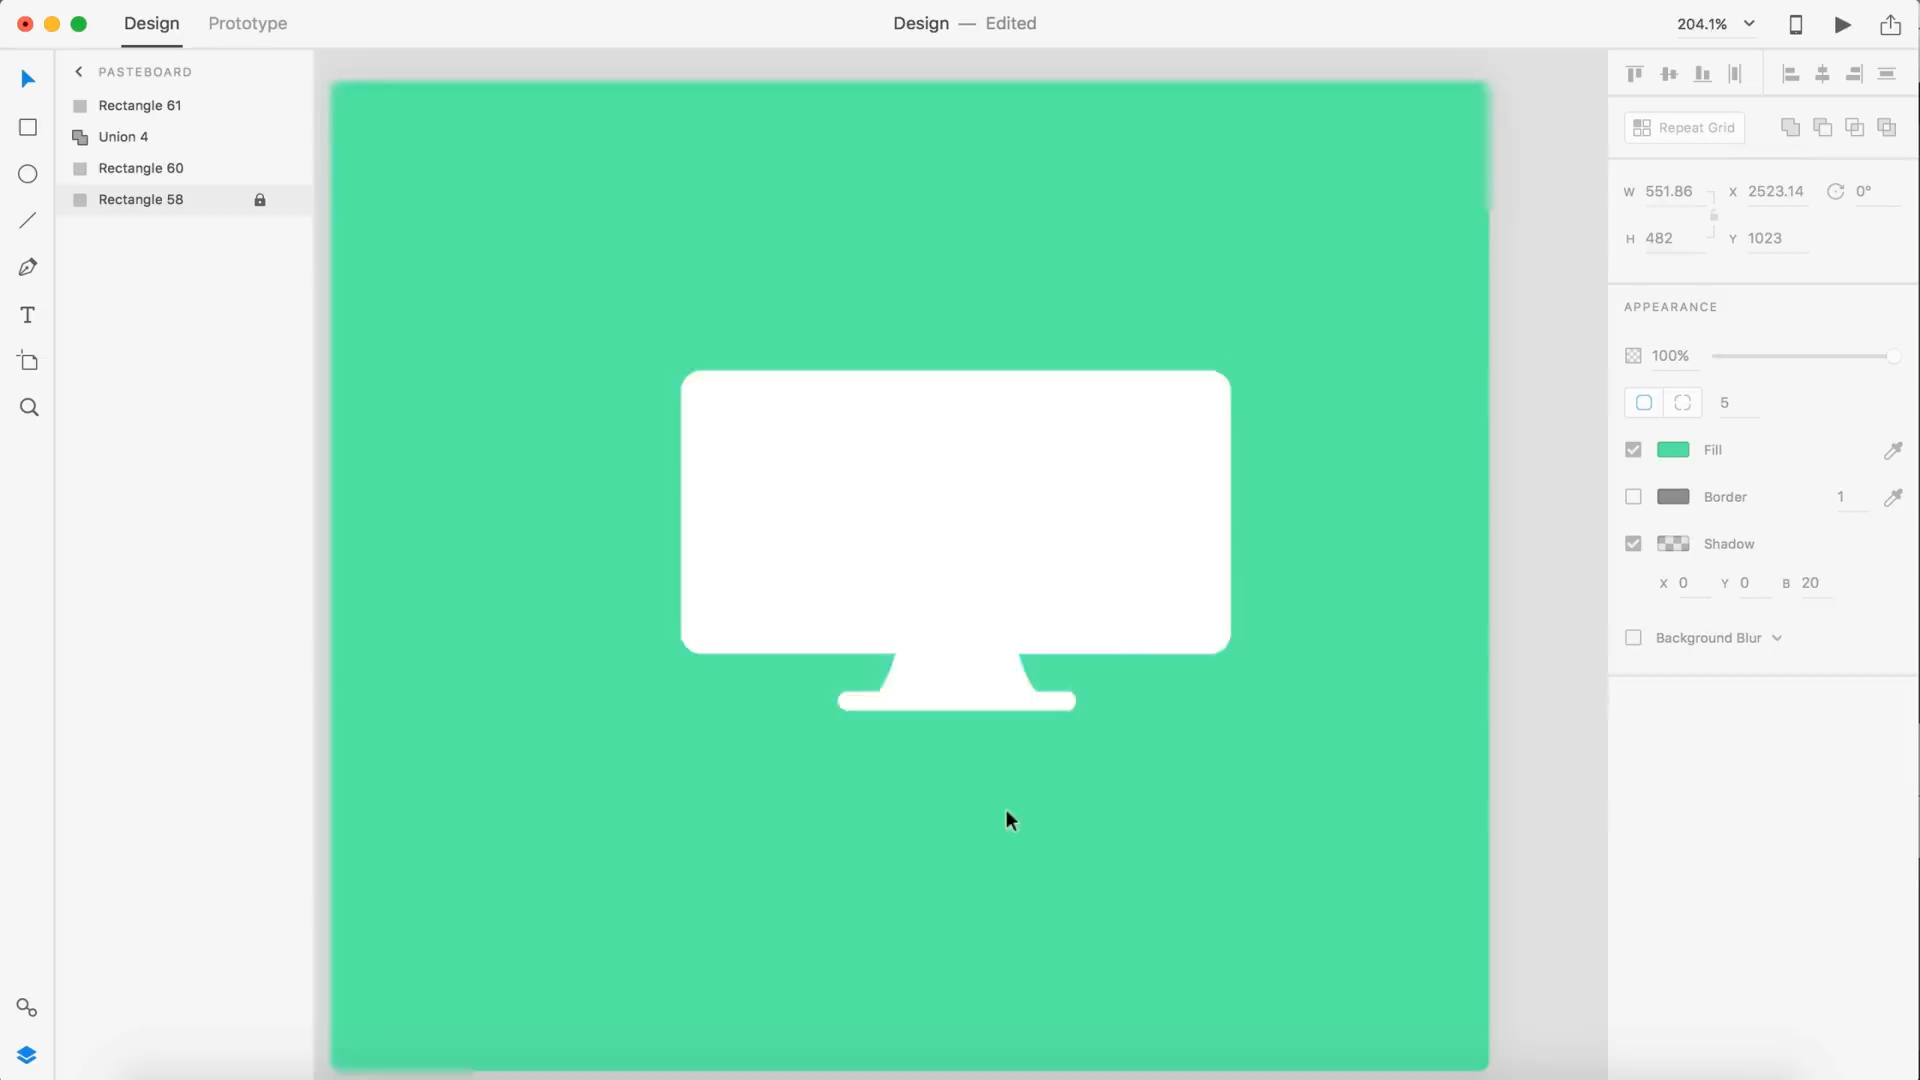 Design Prototype Design — Edited 204.1%
PASTEBOARD
Rectangle 61
Union 4
Rectangle 60
Rectangle 58
Repeat Grid
W 551.86 X 2523.14 0°
H 482 Y 1023
APPEARANCE
100%
5
Fill
Border 1
Shadow
X 0 Y 0 B 20
Background Blur